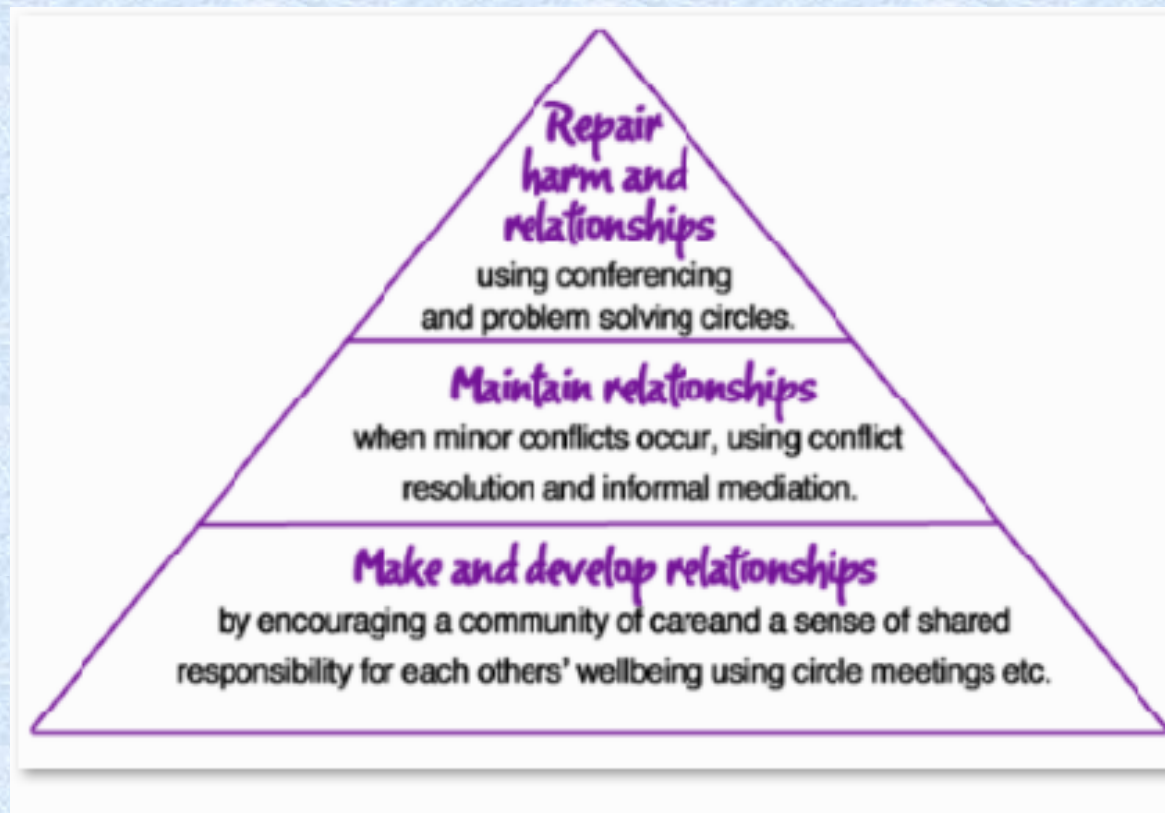 Repair
harm and
relationships
using conferencing
and problem solving circles.
Maintain relationships
when minor conflicts occur, using conflict
resolution and informal mediation.
Make and develop relationships
by encouraging a community of careand a sense of shared
responsibility for each others' wellbeing using circle meetings etc.